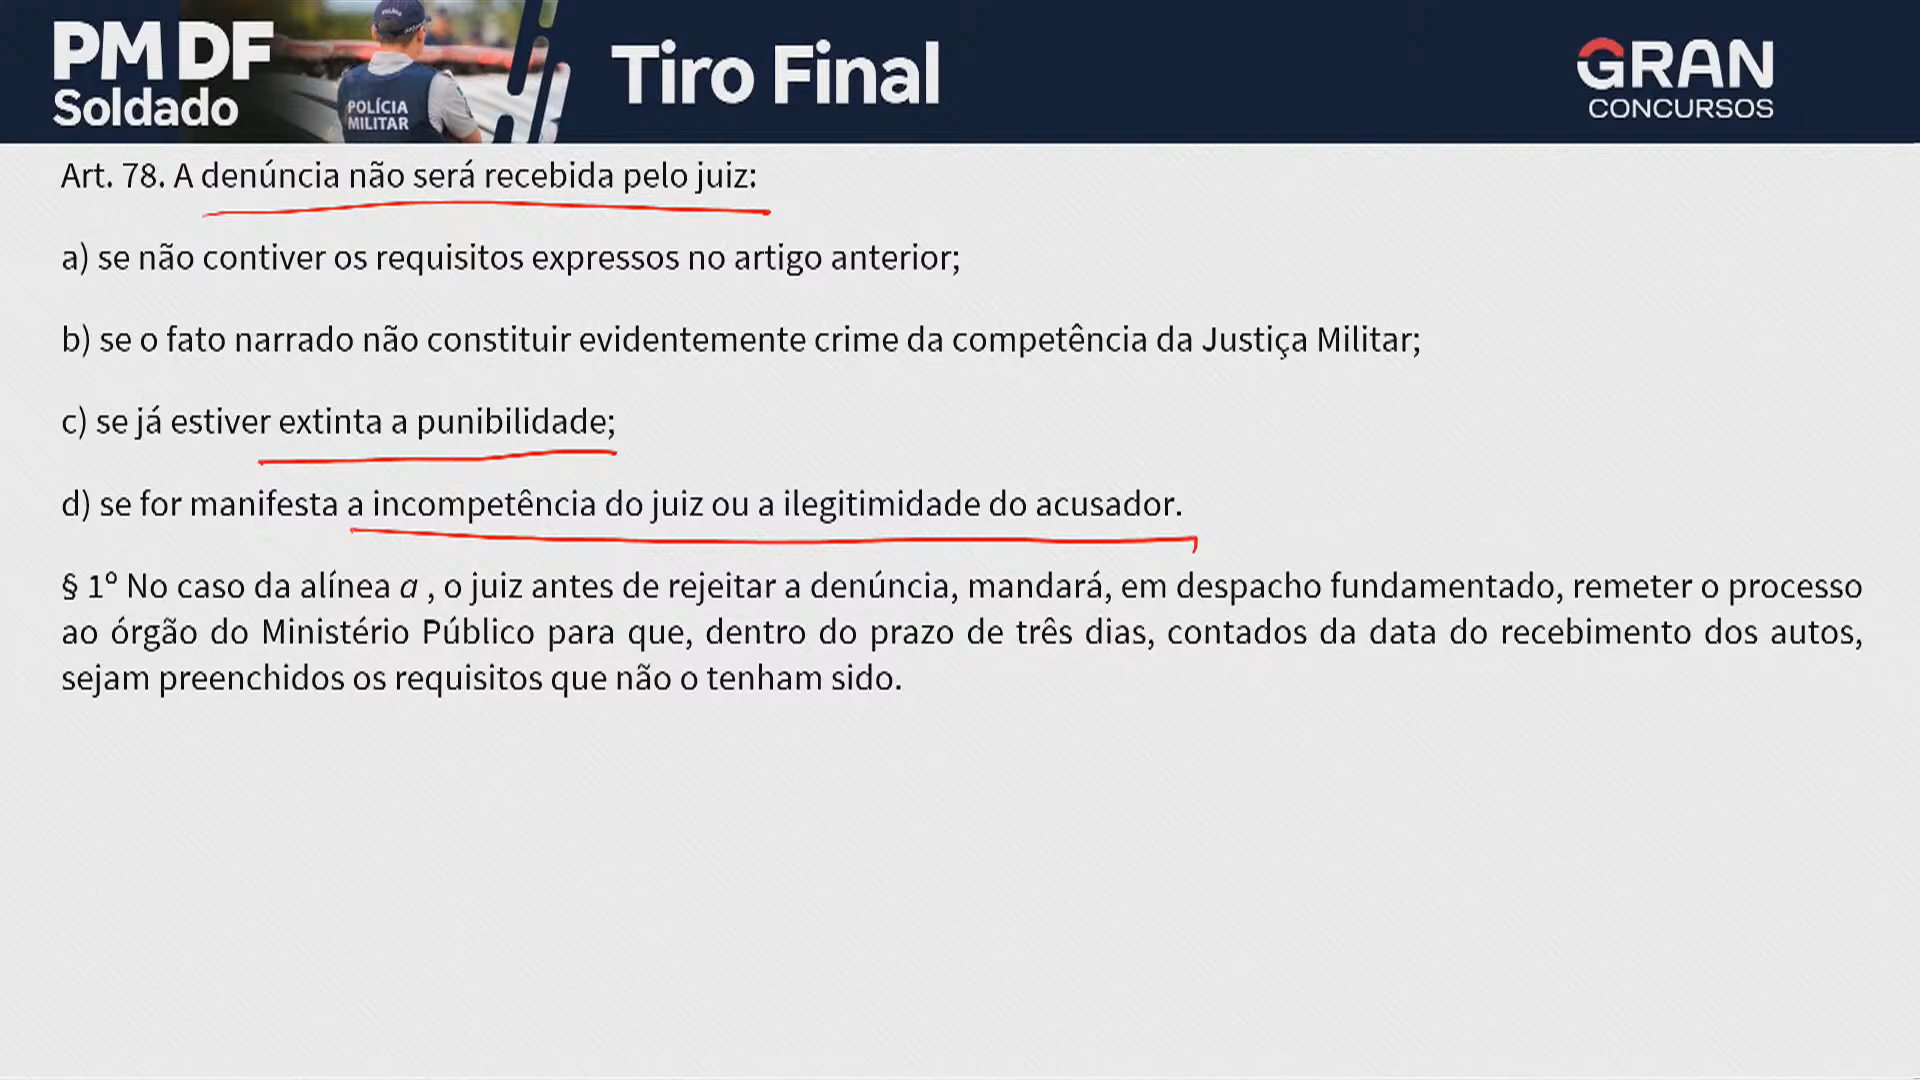 PM DF
Soldado
POLÍCIA
MILITAR
Tiro Final
GRAN
CONCURSOS
Art. 78. A denúncia não será recebida pelo juiz:
a) se não contiver os requisitos expressos no artigo anterior;
b) se o fato narrado não constituir evidentemente crime da competência da Justiça Militar;
c) se já estiver extinta a punibilidade;
d) se for manifesta a incompetência do juiz ou a ilegitimidade do acusador.
§ 1º No caso da alínea a , o juiz antes de rejeitar a denúncia, mandará, em despacho fundamentado, remeter o processo
ao órgão do Ministério Público para que, dentro do prazo de três dias, contados da data do recebimento dos autos,
sejam preenchidos os requisitos que não o tenham sido.